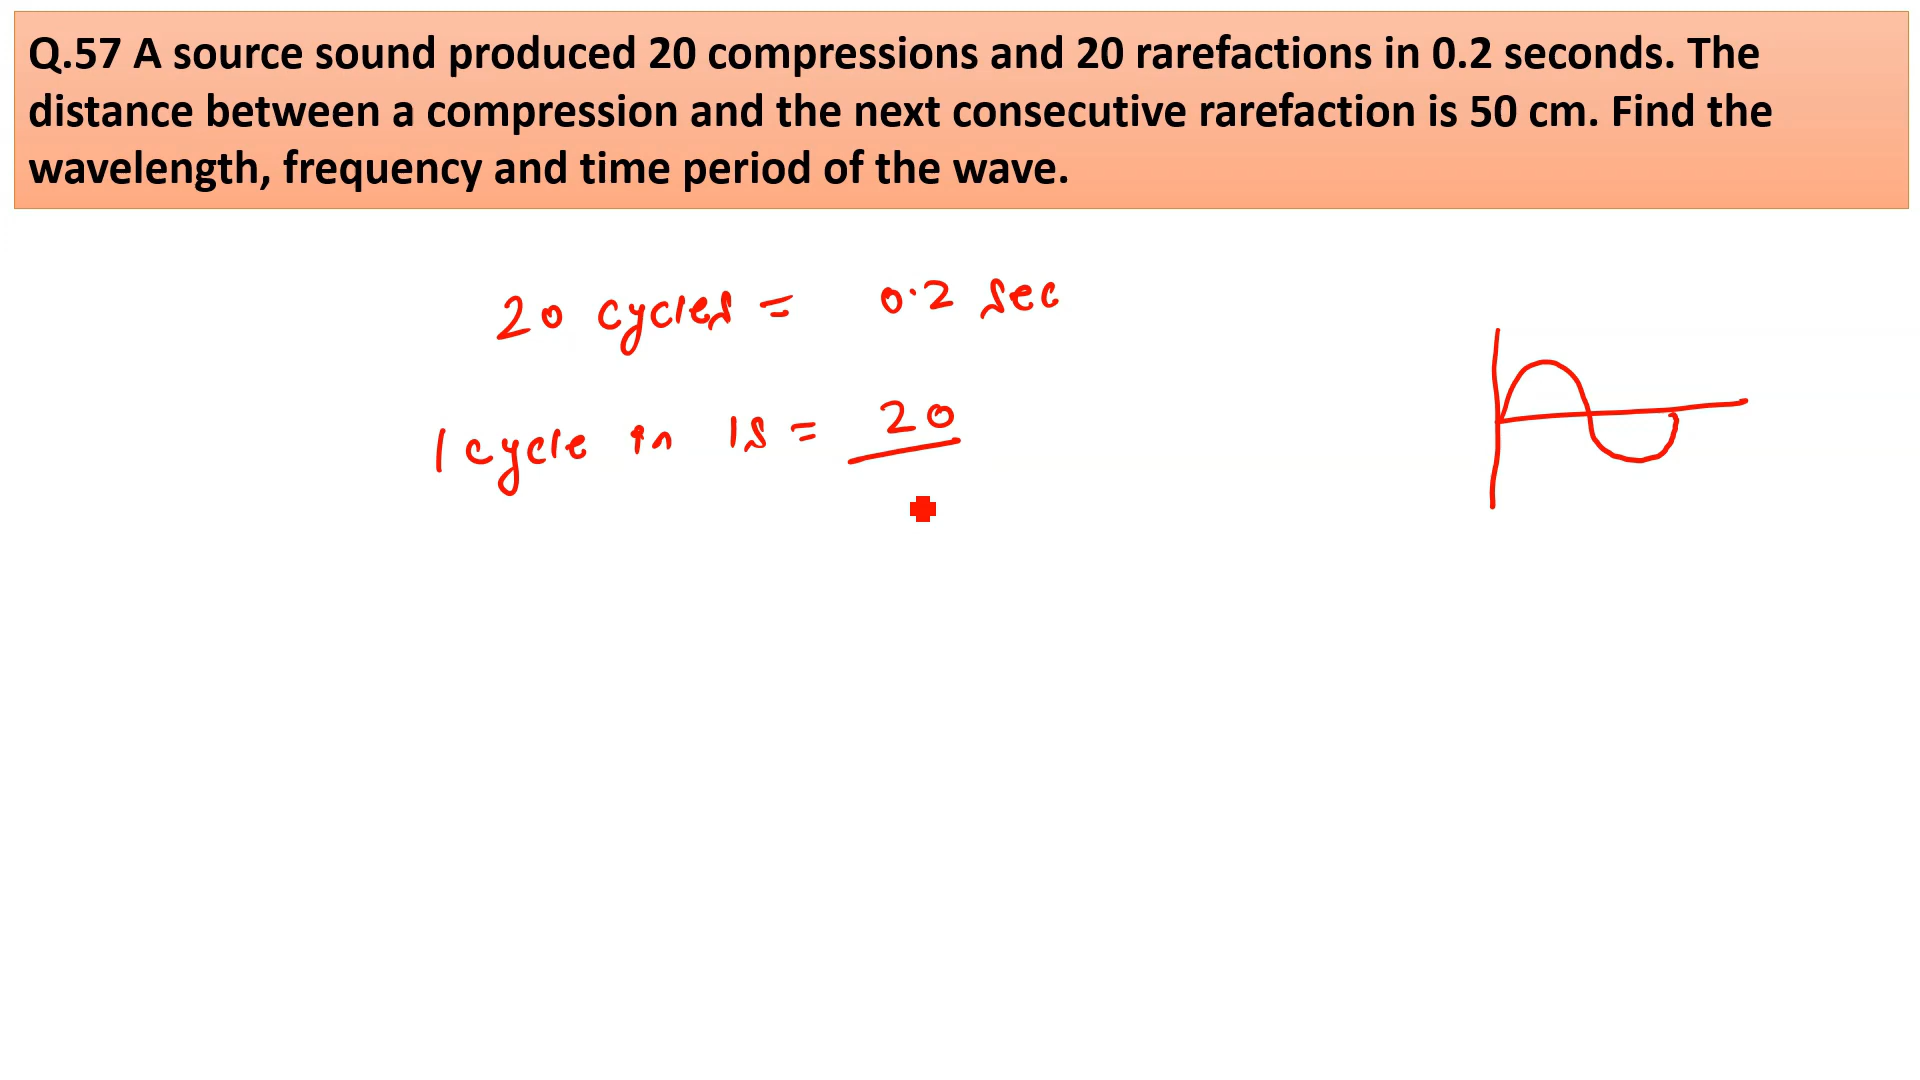 Q.57 A source sound produced 20 compressions and 20 rarefactions in 0.2 seconds. The
distance between a compression and the next consecutive rarefaction is 50 cm. Find the
wavelength, frequency and time period of the wave.
20 cycles = 0.2 sec
1 cycle in 1s = 20